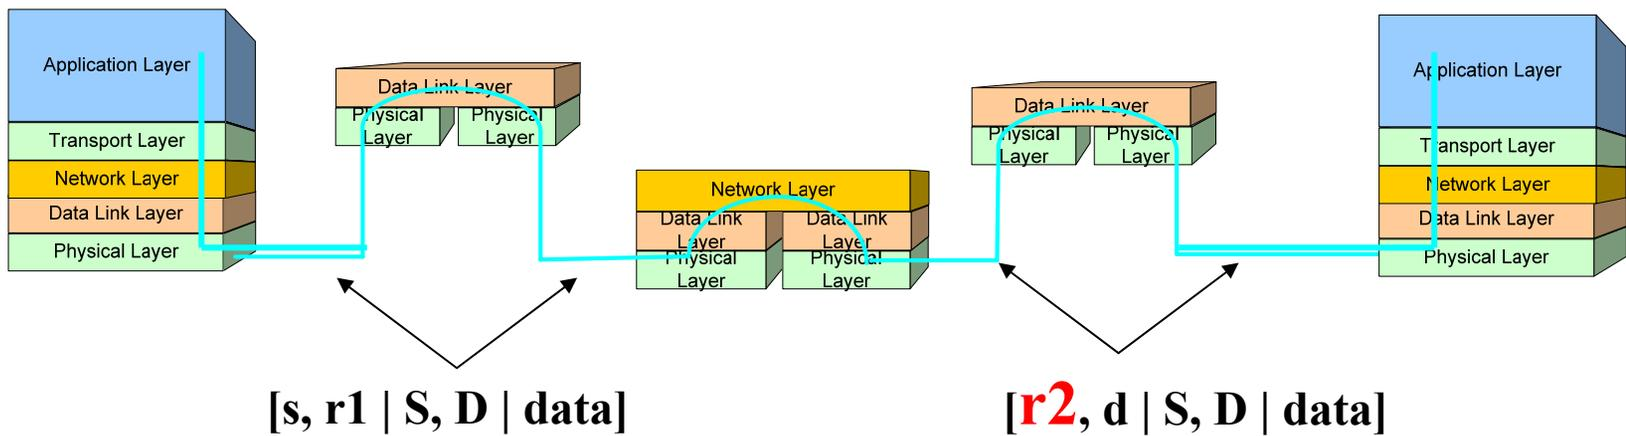 Application Layer
Transport Layer
Network Layer
Data Link Layer
Physical Layer
Data Link Layer
Physical
Layer
Physical
Layer
Network Layer
Data Link
Layer
Data Link
Layer
Physical
Layer
Physical
Layer
Data Link Layer
Physical
Layer
Physical
Layer
Application Layer
Transport Layer
Network Layer
Data Link Layer
Physical Layer
[s, r1 | S, D | data]
[r2, d | S, D | data]